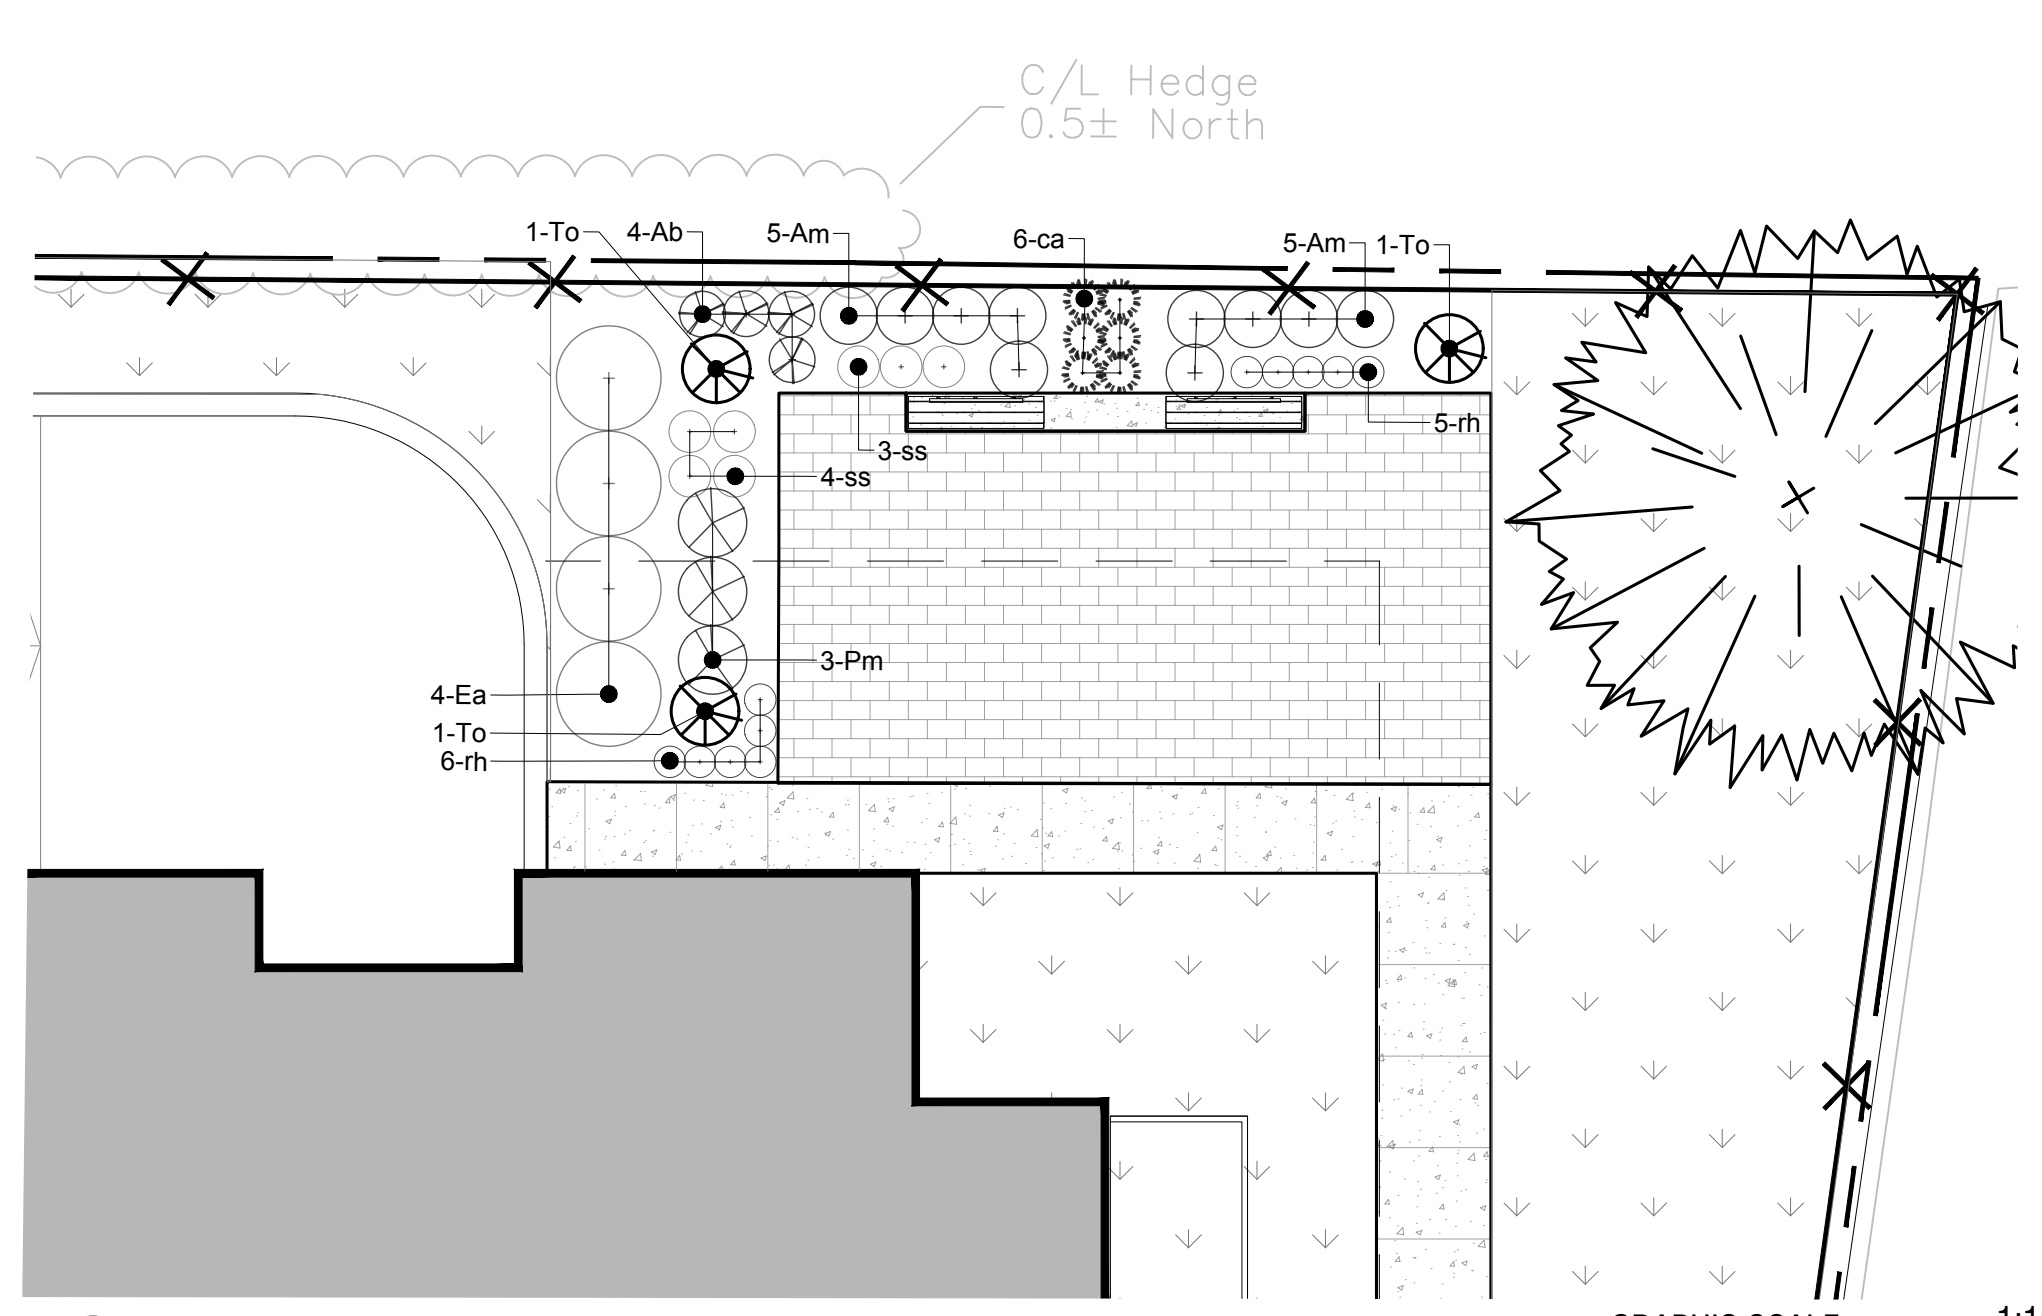 C/L Hedge
0.5± North
1-To
4-Ab
5-Am
6-ca
5-Am
1-To
5-rh
3-ss
4-ss
3-Pm
4-Ea
1-To
6-rh